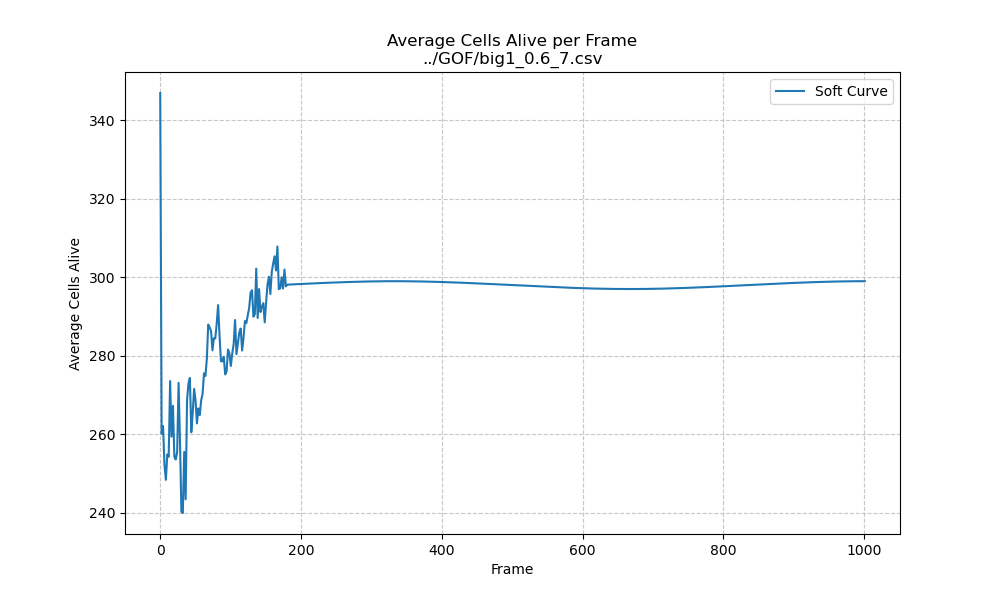 Average Cells Alive per Frame
../GOF/big1_0.6_7.csv
Soft Curve
Average Cells Alive
340
320
300
280
260
240
0 200 400 600 800 1000
Frame